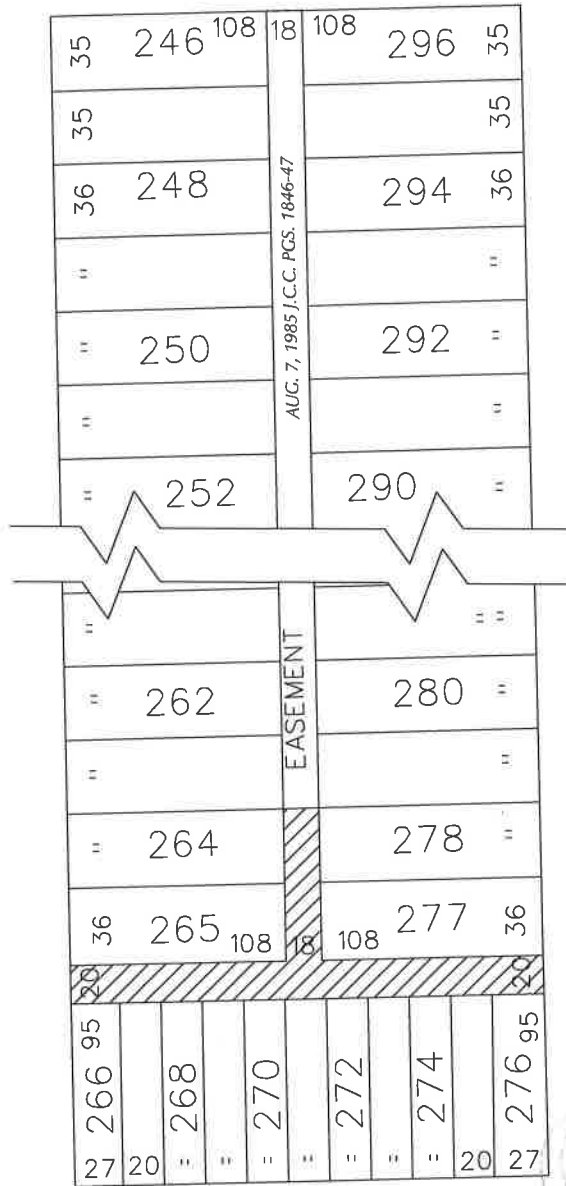 35 246 108 18 108 296 35
35 35
36 248 294 36
" "
" 250 292 "
" "
" 252 290 "
AUG. 7, 1985 J.C.C. PGS. 1846-47
" " "
" 262 280 "
EASEMENT
" "
" 264 278 "
36 265 108 18 108 277 36
20 20
266 95 268 270 272 274 276 95
27 20 " " " " " " " 20 27